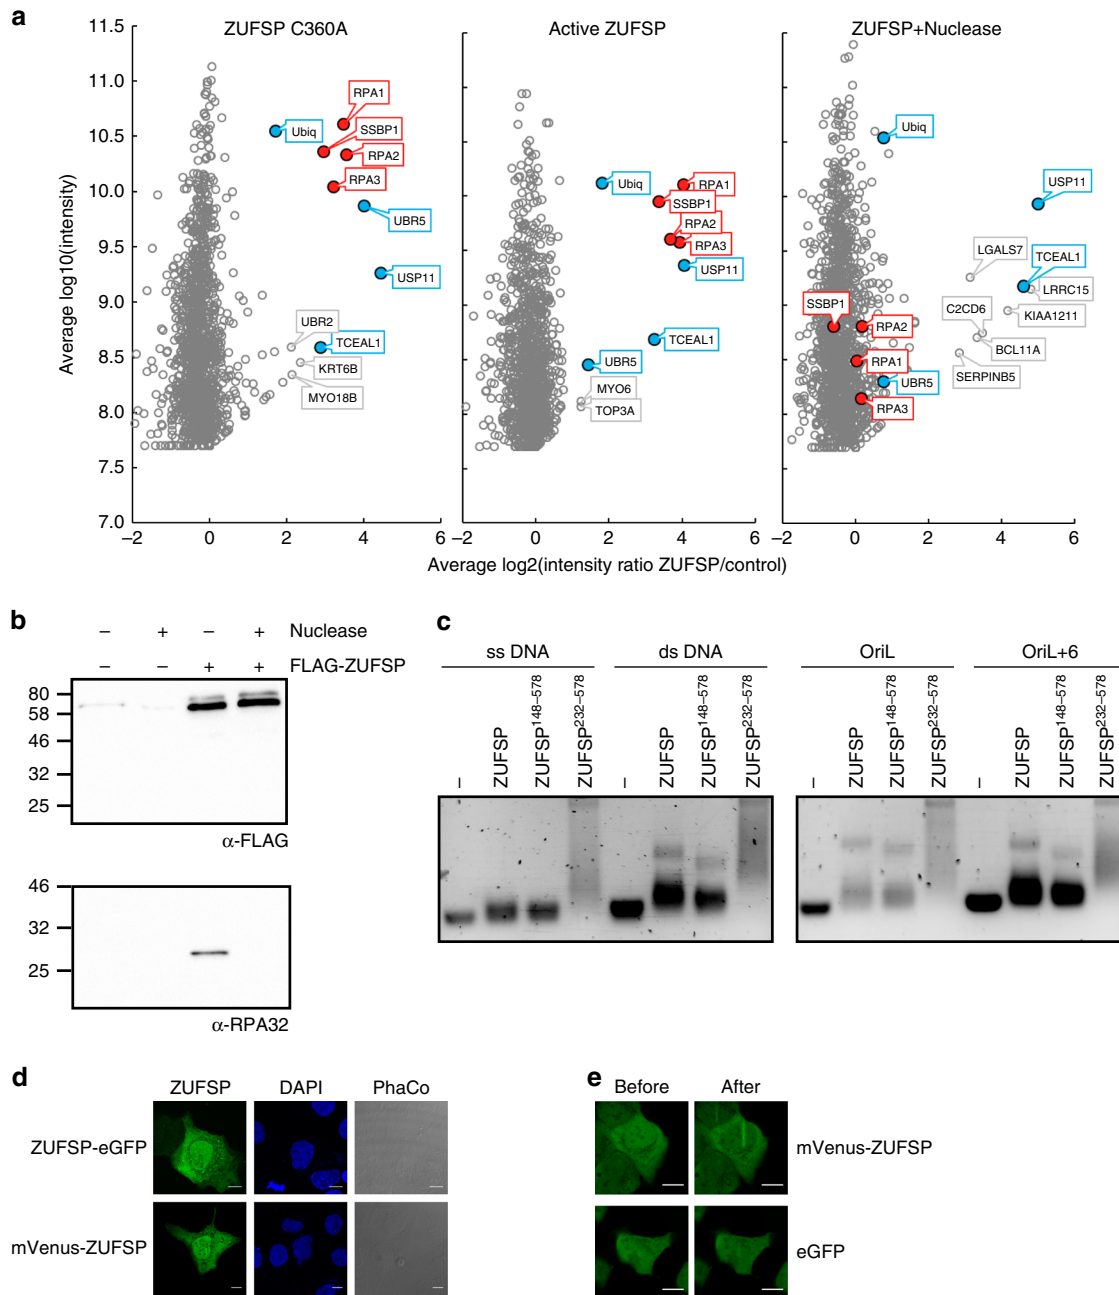 a
ZUFSP C360A
Active ZUFSP
ZUFSP+Nuclease
Average log10(intensity)
11.5
11.0
10.5
10.0
9.5
9.0
8.5
8.0
7.5
7.0
RPA1
Ubiq
SSBP1
RPA2
RPA3
UBR5
USP11
UBR2
TCEAL1
KRT6B
MYO18B
Ubiq
RPA1
SSBP1
RPA2
RPA3
USP11
TCEAL1
UBR5
MYO6
TOP3A
Ubiq
USP11
LGALS7
TCEAL1
LRRC15
SSBP1
C2CD6
KIAA1211
RPA2
BCL11A
RPA1
SERPINB5
UBR5
RPA3
−2 0 2 4 6
−2 0 2 4 6
−2 0 2 4 6
Average log2(intensity ratio ZUFSP/control)
b
− + − + Nuclease
− − + + FLAG-ZUFSP
80
58
46
32
25
α-FLAG
46
32
25
α-RPA32
c
ss DNA
ds DNA
OriL
OriL+6
–
ZUFSP
ZUFSP148–578
ZUFSP232–578
–
ZUFSP
ZUFSP148–578
ZUFSP232–578
–
ZUFSP
ZUFSP148–578
ZUFSP232–578
–
ZUFSP
ZUFSP148–578
ZUFSP232–578
d
ZUFSP DAPI PhaCo
ZUFSP-eGFP
mVenus-ZUFSP
e
Before After
mVenus-ZUFSP
eGFP